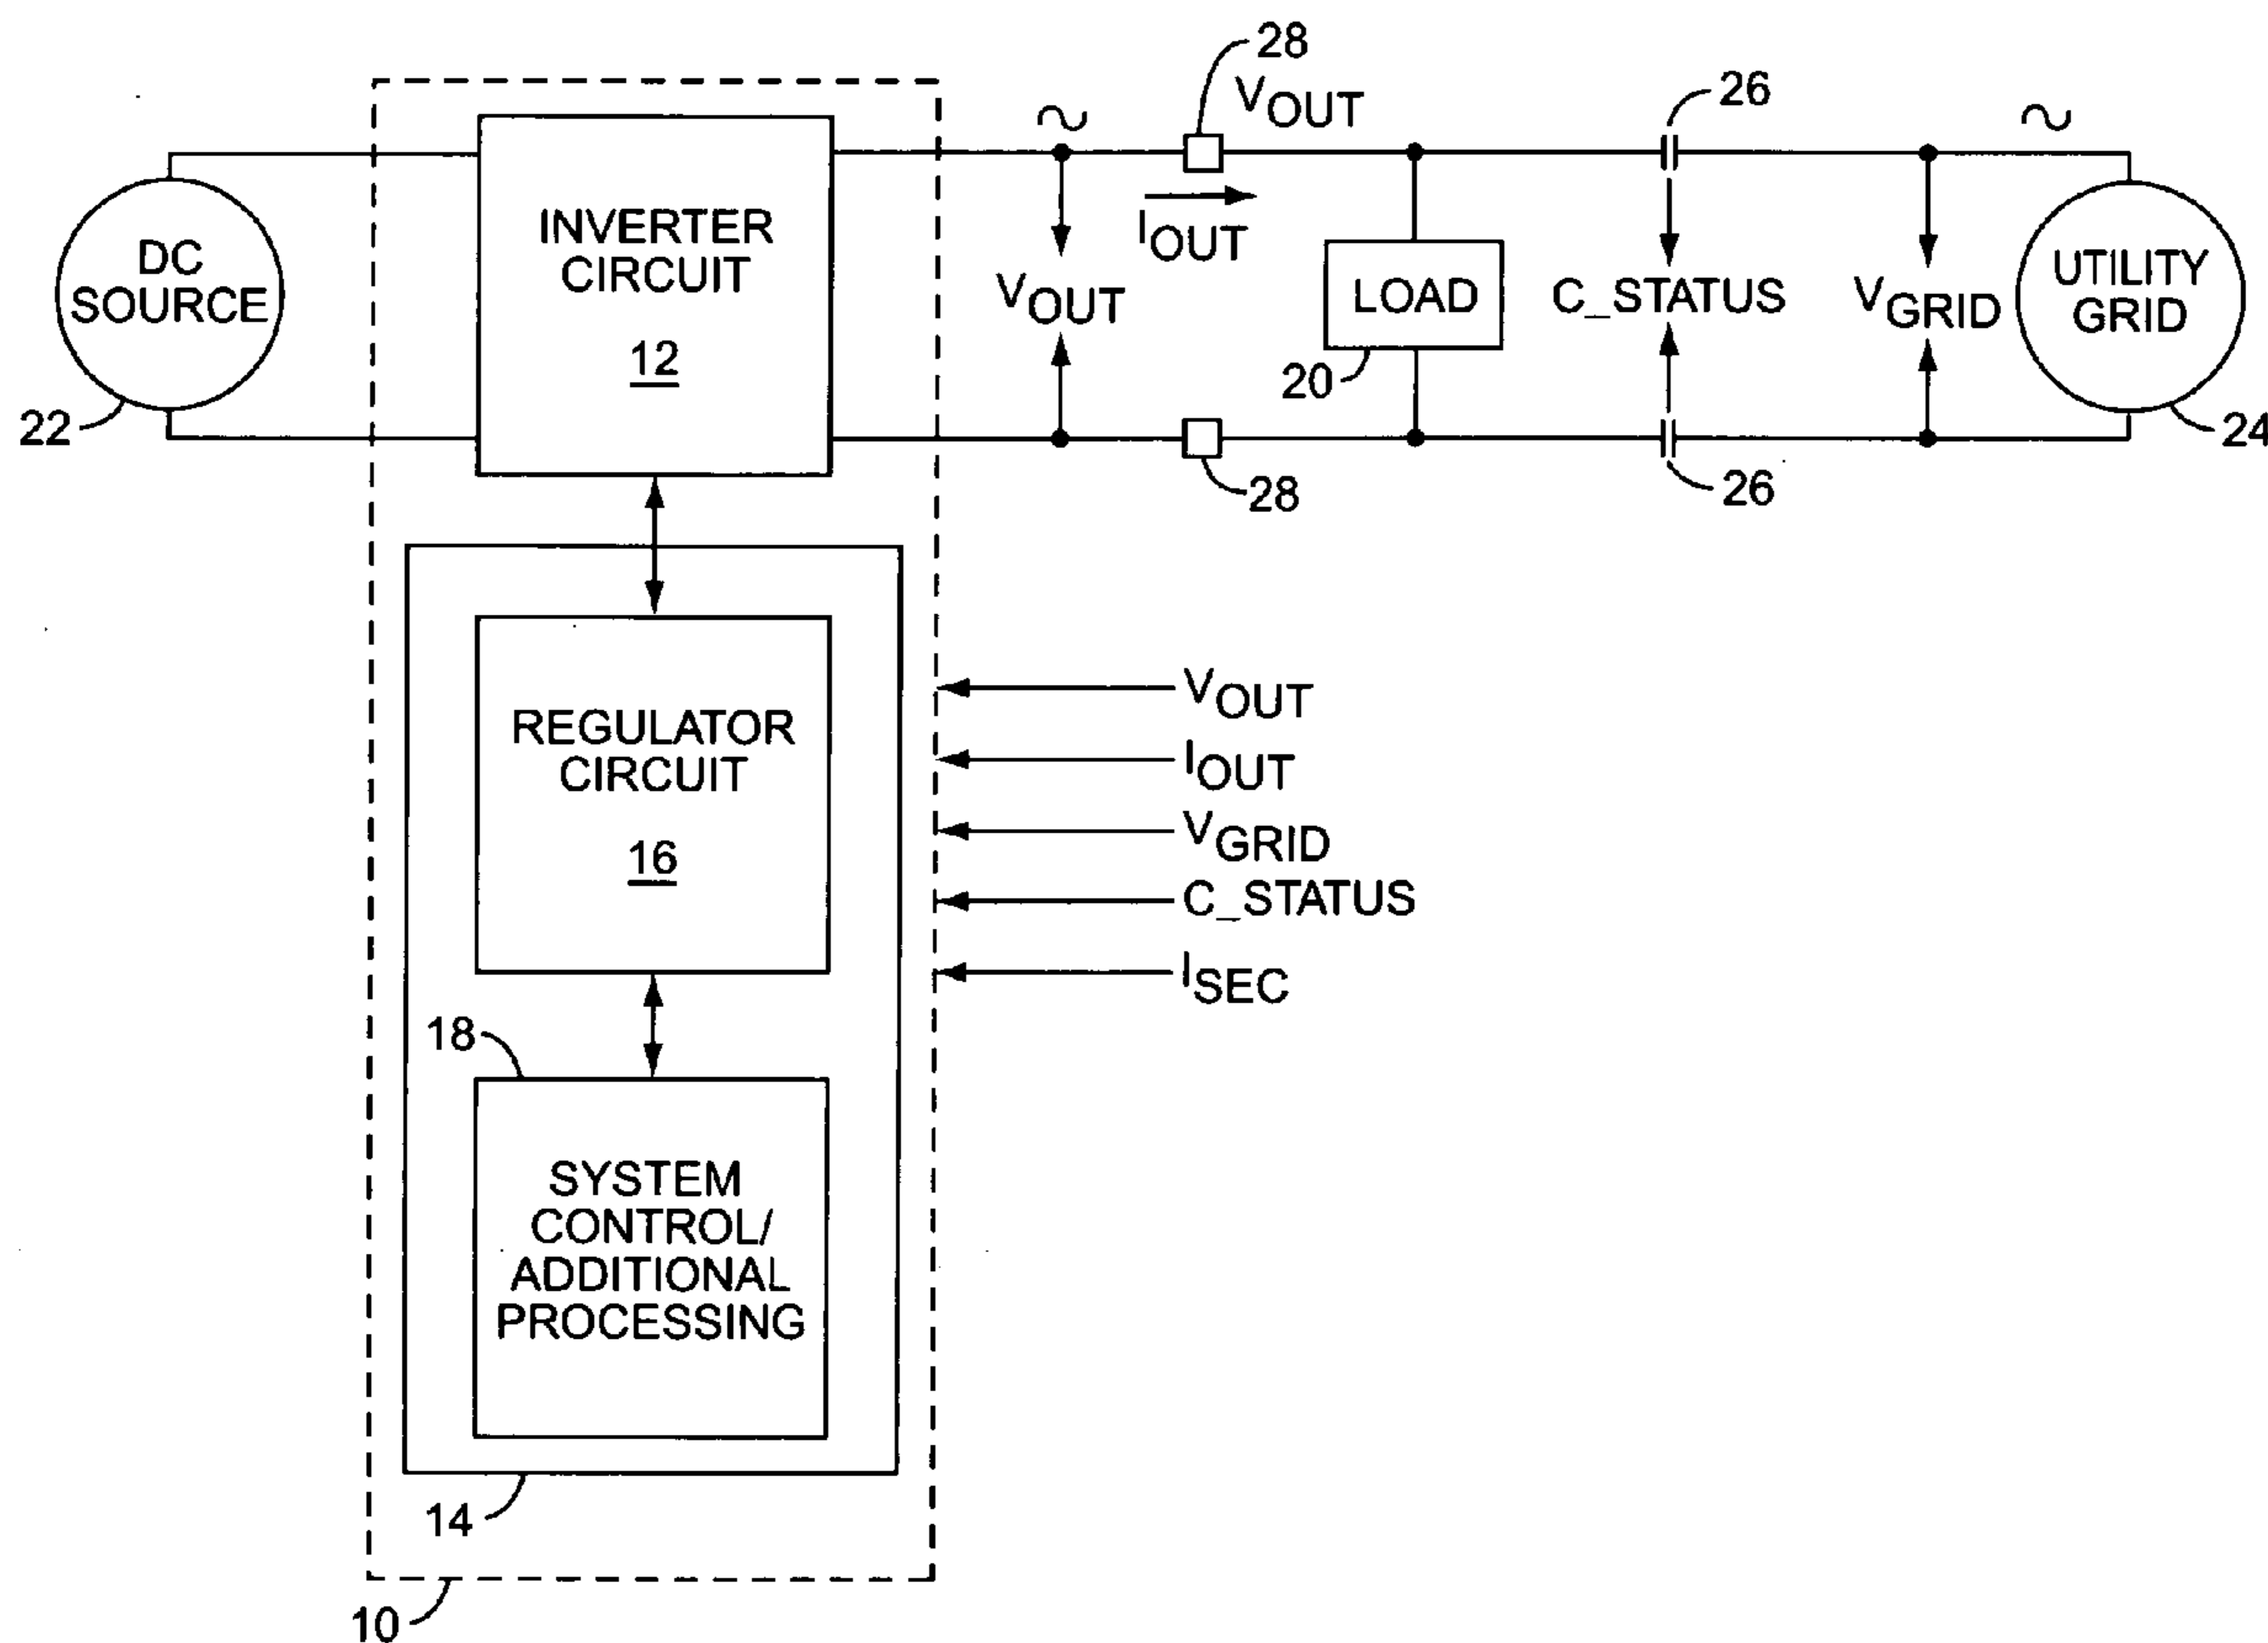 28
VOUT
26
INVERTER
CIRCUIT
12
DC
SOURCE
22
IOUT
VOUT
LOAD
20
C_STATUS
VGRID
UTILITY
GRID
24
28
26
REGULATOR
CIRCUIT
16
VOUT
IOUT
VGRID
C_STATUS
ISEC
18
SYSTEM
CONTROL/
ADDITIONAL
PROCESSING
14
10